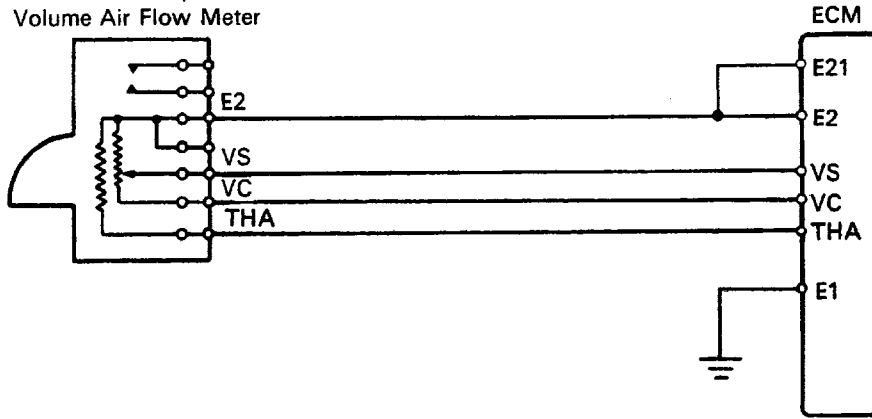 Volume Air Flow Meter
ECM
E21
E2
E2
VS
VS
VC
VC
THA
THA
E1